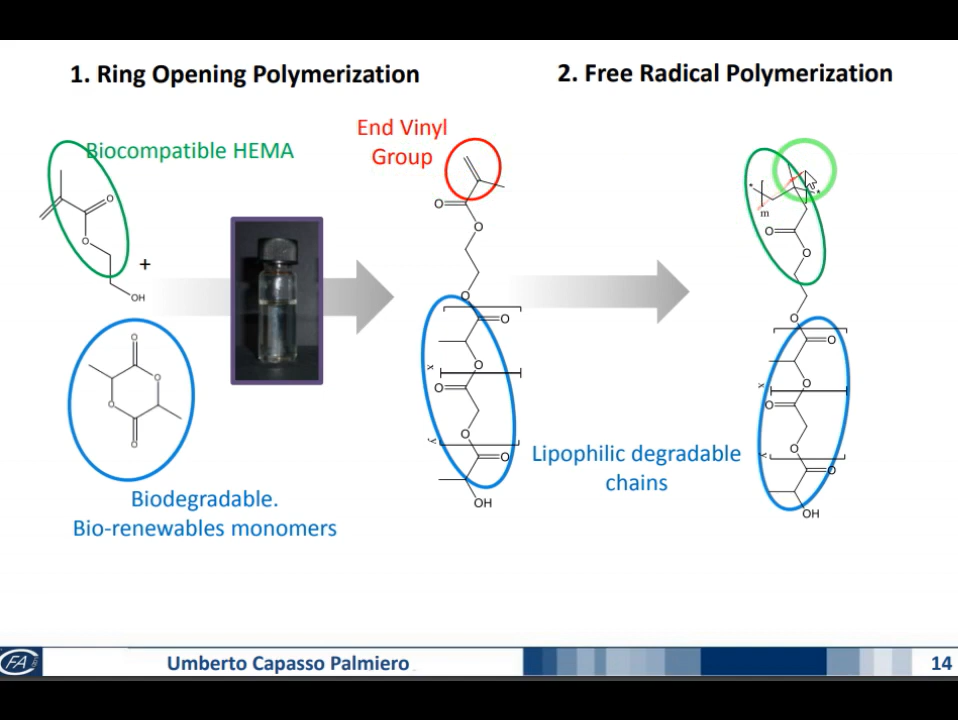 1. Ring Opening Polymerization
2. Free Radical Polymerization
Biocompatible HEMA
End Vinyl
Group
O
O
OH
+
O
O
O
O
Biodegradable.
Bio-renewables monomers
O
O
O
O
O
x
O
O
y
O
OH
Lipophilic degradable
chains
*
*
m
O
O
O
O
O
x
O
O
y
O
OH
FA
Umberto Capasso Palmiero
14